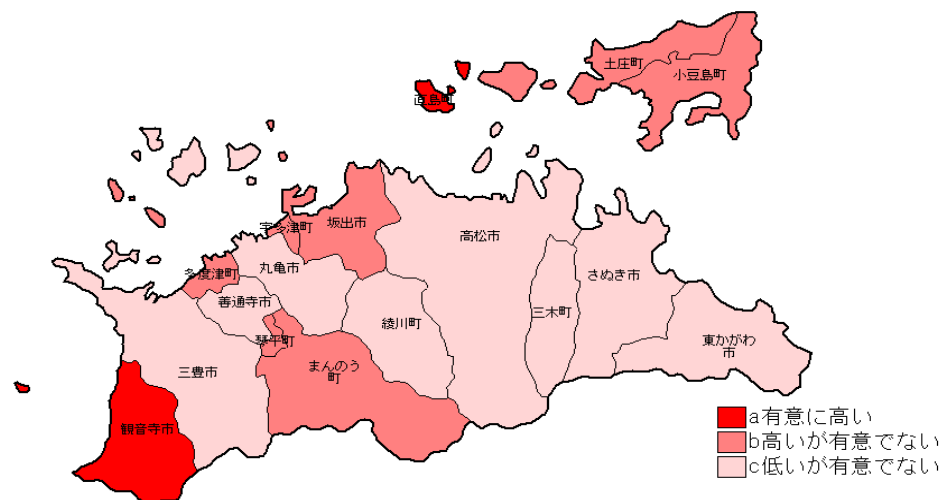 土庄町
小豆島町
直島町
宇多津町
坂出市
高松市
丸亀市
多度津町
さぬき市
善通寺市
三木町
綾川町
琴平町
東かがわ
市
まんのう
町
三豊市
観音寺市
a有意に高い
b高いが有意でない
c低いが有意でない